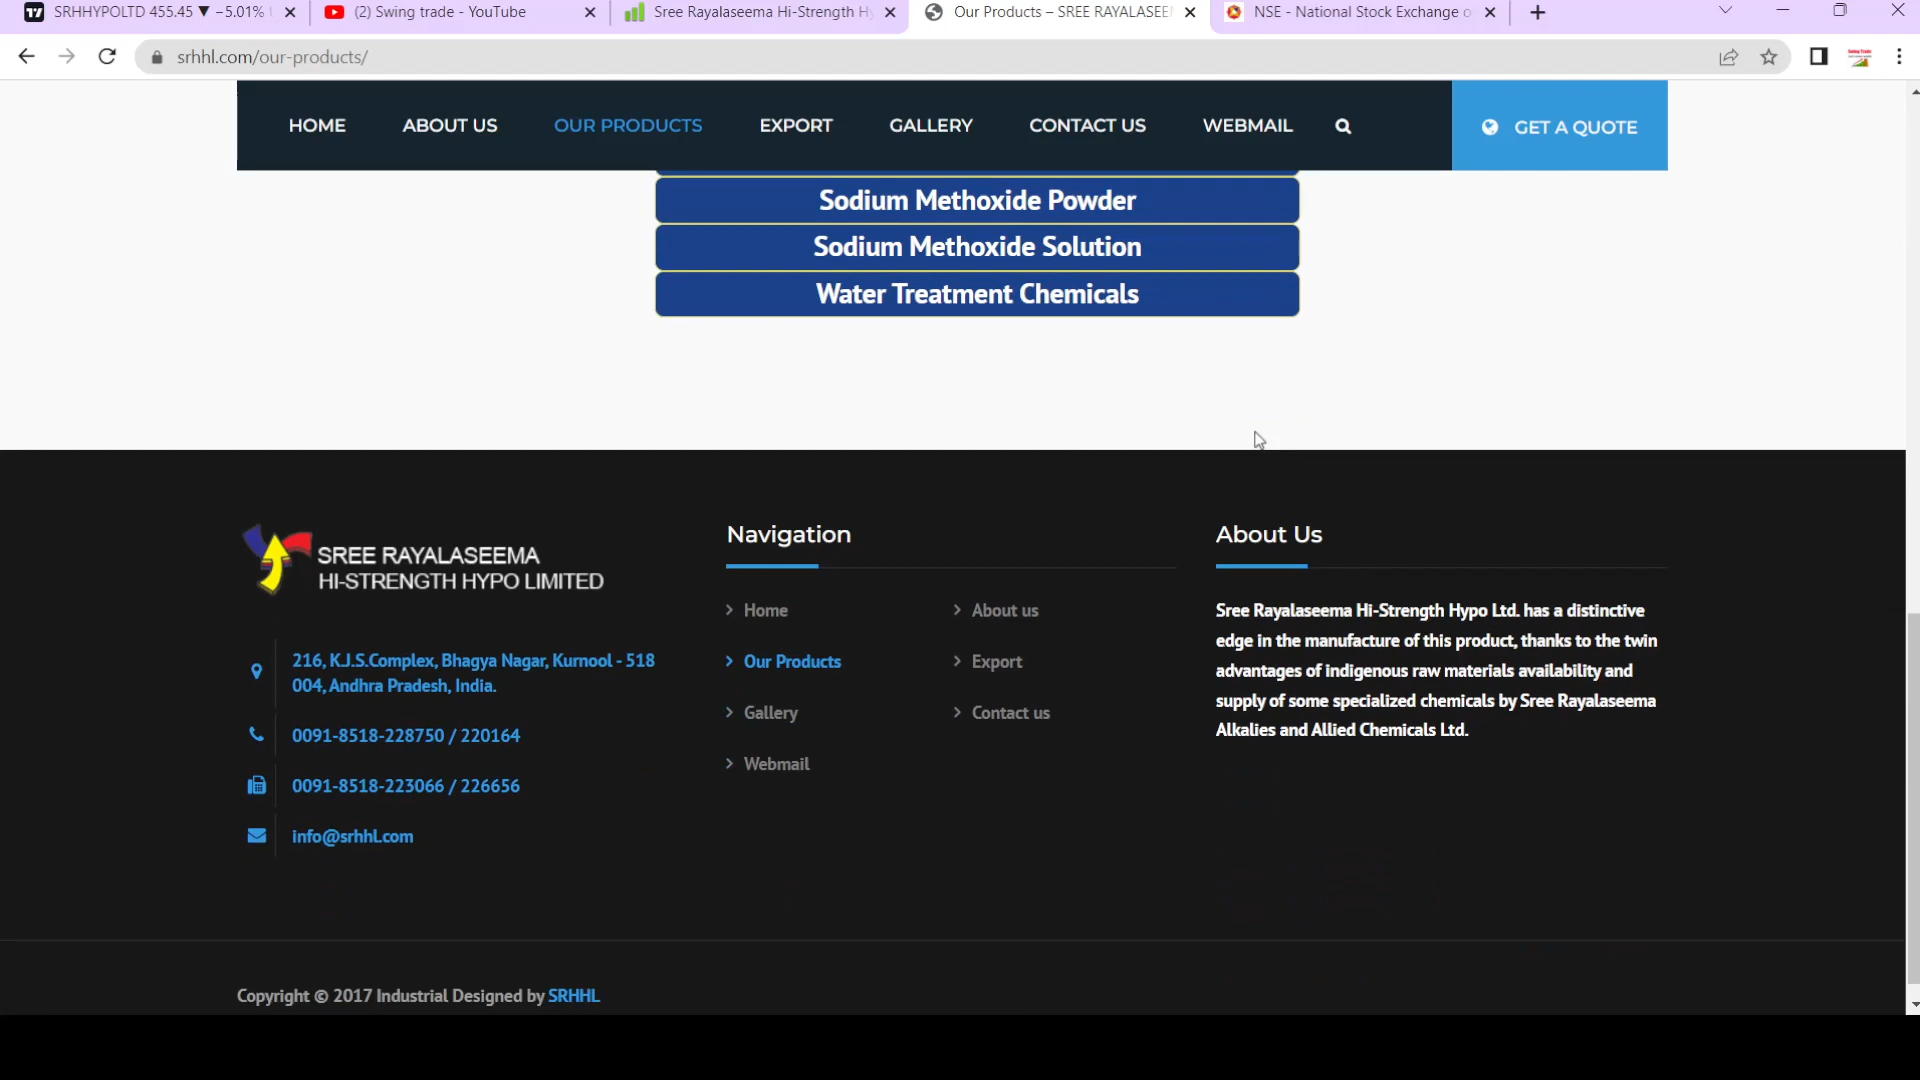 SRHHYPOLTD 455.45 ▼ −5.01%
(2) Swing trade - YouTube
Sree Rayalaseema Hi-Strength H
Our Products – SREE RAYALASEE
NSE - National Stock Exchange o
srhhl.com/our-products/
HOME
ABOUT US
OUR PRODUCTS
EXPORT
GALLERY
CONTACT US
WEBMAIL
GET A QUOTE
Sodium Methoxide Powder
Sodium Methoxide Solution
Water Treatment Chemicals
SREE RAYALASEEMA
HI-STRENGTH HYPO LIMITED
216, K.J.S.Complex, Bhagya Nagar, Kurnool - 518
004, Andhra Pradesh, India.
0091-8518-228750 / 220164
0091-8518-223066 / 226656
info@srhhl.com
Navigation
Home
About us
Our Products
Export
Gallery
Contact us
Webmail
About Us
Sree Rayalaseema Hi-Strength Hypo Ltd. has a distinctive
edge in the manufacture of this product, thanks to the twin
advantages of indigenous raw materials availability and
supply of some specialized chemicals by Sree Rayalaseema
Alkalies and Allied Chemicals Ltd.
Copyright © 2017 Industrial Designed by SRHHL